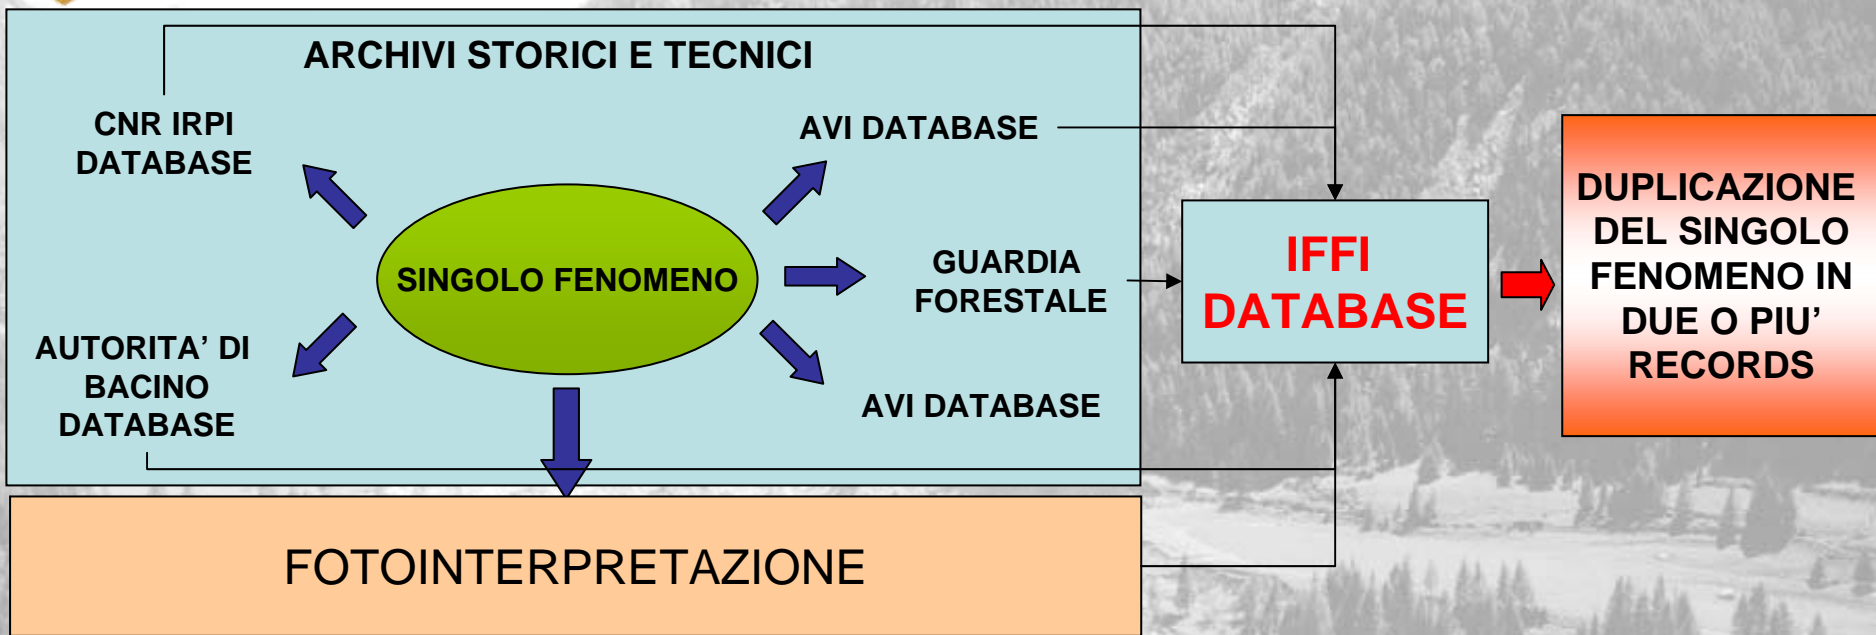 ARCHIVI STORICI E TECNICI
CNR IRPI
DATABASE
AVI DATABASE
SINGOLO FENOMENO
GUARDIA
FORESTALE
AUTORITA’ DI
BACINO
DATABASE
AVI DATABASE
FOTOINTERPRETAZIONE
IFFI
DATABASE
DUPLICAZIONE
DEL SINGOLO
FENOMENO IN
DUE O PIU’
RECORDS